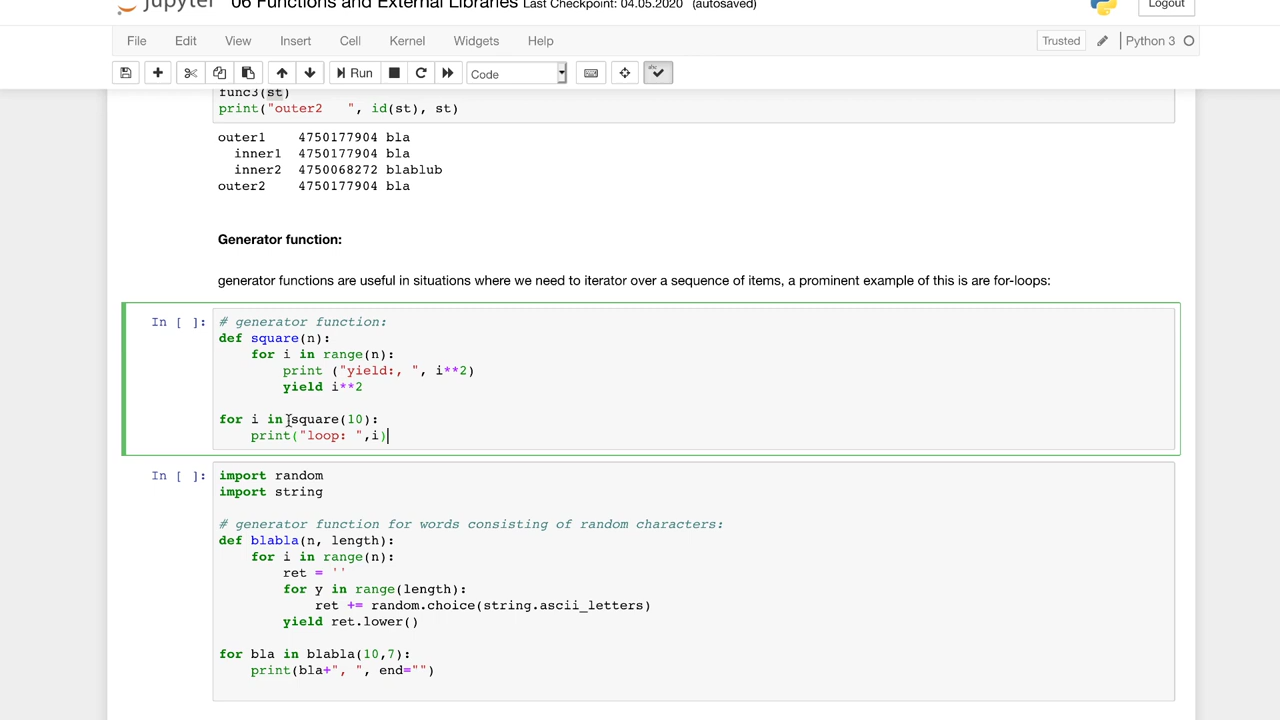 jupyter 06 Functions and External Libraries Last Checkpoint: 04.05.2020 (autosaved) Logout
File Edit View Insert Cell Kernel Widgets Help Trusted Python 3
Run Code
func3(st)
print("outer2   ", id(st), st)
outer1    4750177904 bla
  inner1  4750177904 bla
  inner2  4750068272 blablub
outer2    4750177904 bla
Generator function:
generator functions are useful in situations where we need to iterator over a sequence of items, a prominent example of this is are for-loops:
In [ ]: # generator function:
def square(n):
    for i in range(n):
        print ("yield:, ", i**2)
        yield i**2
for i in square(10):
    print("loop: ",i)
In [ ]: import random
import string
# generator function for words consisting of random characters:
def blabla(n, length):
    for i in range(n):
        ret = ''
        for y in range(length):
            ret += random.choice(string.ascii_letters)
        yield ret.lower()
for bla in blabla(10,7):
    print(bla+", ", end="")